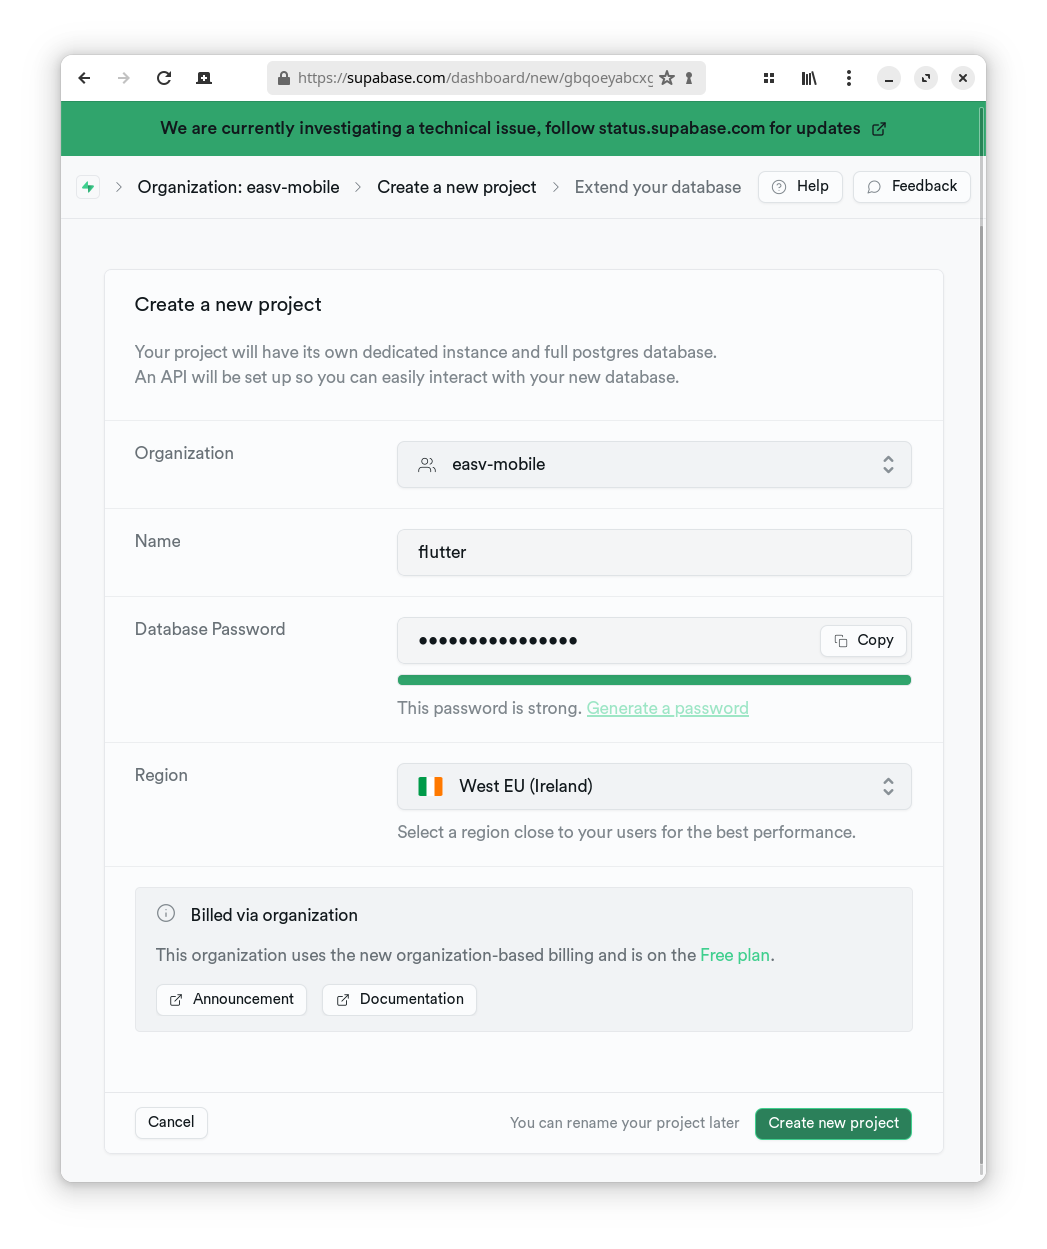 https://supabase.com/dashboard/new/gbqoeyabcxc
We are currently investigating a technical issue, follow status.supabase.com for updates
Organization: easv-mobile > Create a new project > Extend your database Help Feedback
Create a new project
Your project will have its own dedicated instance and full postgres database.
An API will be set up so you can easily interact with your new database.
Organization
easv-mobile
Name
flutter
Database Password
●●●●●●●●●●●●●●●● Copy
This password is strong. Generate a password
Region
West EU (Ireland)
Select a region close to your users for the best performance.
Billed via organization
This organization uses the new organization-based billing and is on the Free plan.
Announcement Documentation
Cancel You can rename your project later Create new project